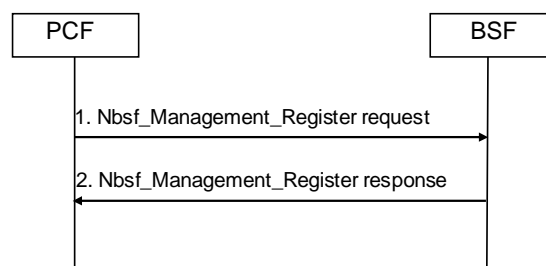 PCF
BSF
1. Nbsf_Management_Register request
2. Nbsf_Management_Register response